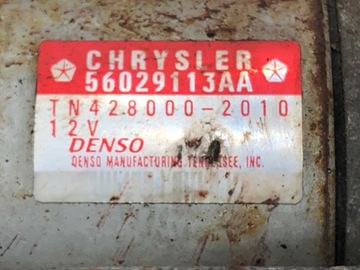 CHRYSLER
56029113AA
TN428000-2010
12V
DENSO
DENSO MANUFACTURING TENNESSEE, INC.